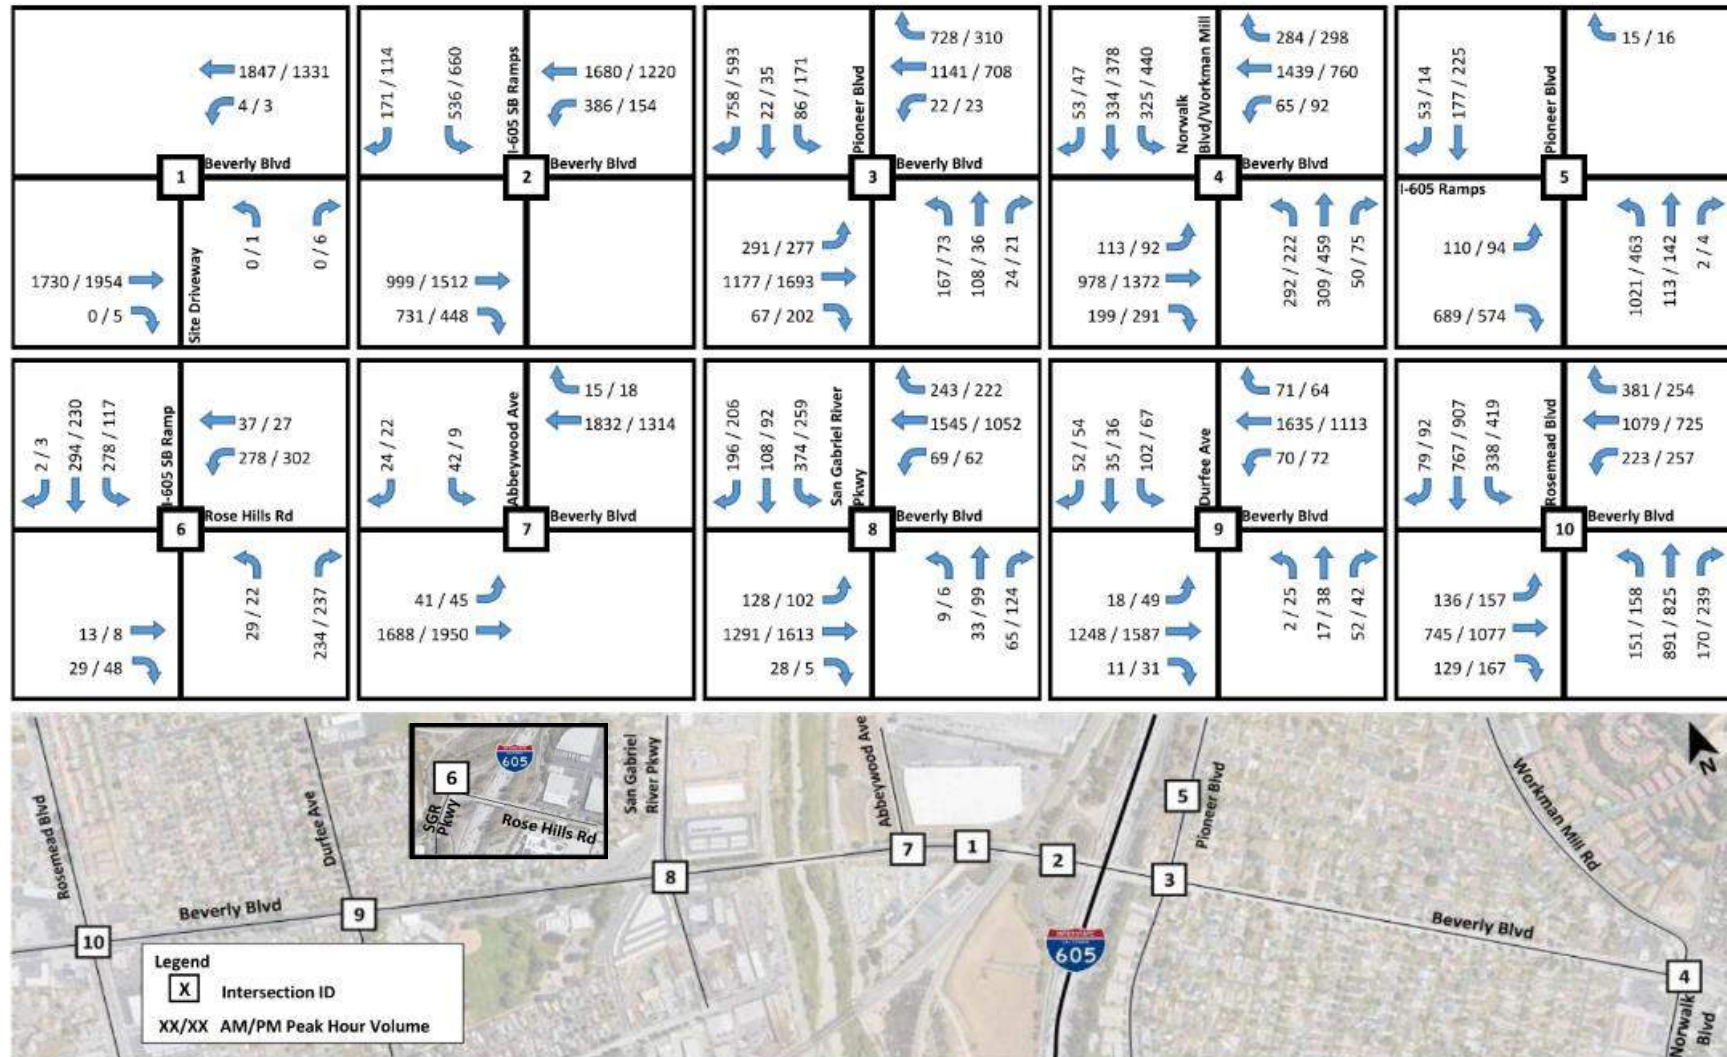 1847 / 1331
4 / 3
Beverly Blvd
1
Site Driveway
0 / 1
0 / 6
1730 / 1954
0 / 5
171 / 114
536 / 660
I-605 SB Ramps
1680 / 1220
386 / 154
Beverly Blvd
2
999 / 1512
731 / 448
758 / 593
22 / 35
86 / 171
Pioneer Blvd
728 / 310
1141 / 708
22 / 23
Beverly Blvd
3
291 / 277
1177 / 1693
67 / 202
167 / 73
108 / 36
24 / 21
53 / 47
334 / 378
325 / 440
Norwalk
Blvd/Workman Mill
284 / 298
1439 / 760
65 / 92
Beverly Blvd
4
113 / 92
978 / 1372
199 / 291
292 / 222
309 / 459
50 / 75
53 / 14
177 / 225
Pioneer Blvd
15 / 16
5
I-605 Ramps
110 / 94
689 / 574
1021 / 463
113 / 142
2 / 4
2 / 3
294 / 230
278 / 117
I-605 SB Ramp
37 / 27
278 / 302
Rose Hills Rd
6
13 / 8
29 / 48
29 / 22
234 / 237
24 / 22
42 / 9
Abbeywood Ave
15 / 18
1832 / 1314
Beverly Blvd
7
41 / 45
1688 / 1950
196 / 206
108 / 92
374 / 259
San Gabriel River
Pkwy
243 / 222
1545 / 1052
69 / 62
Beverly Blvd
8
128 / 102
1291 / 1613
28 / 5
9 / 6
33 / 99
65 / 124
52 / 54
35 / 36
102 / 67
Durfee Ave
71 / 64
1635 / 1113
70 / 72
Beverly Blvd
9
18 / 49
1248 / 1587
11 / 31
2 / 25
17 / 38
52 / 42
79 / 92
767 / 907
338 / 419
Rosemead Blvd
381 / 254
1079 / 725
223 / 257
Beverly Blvd
10
136 / 157
745 / 1077
129 / 167
151 / 158
891 / 825
170 / 239
Rosemead Blvd
Durfee Ave
6
605
SGR
Pkwy
Rose Hills Rd
San Gabriel
River Pkwy
Abbeywood Ave
5
Pioneer Blvd
Workman Mill Rd
N
10
Beverly Blvd
9
8
7
1
2
3
605
Beverly Blvd
4
Norwalk
Blvd
Legend
X Intersection ID
XX/XX AM/PM Peak Hour Volume